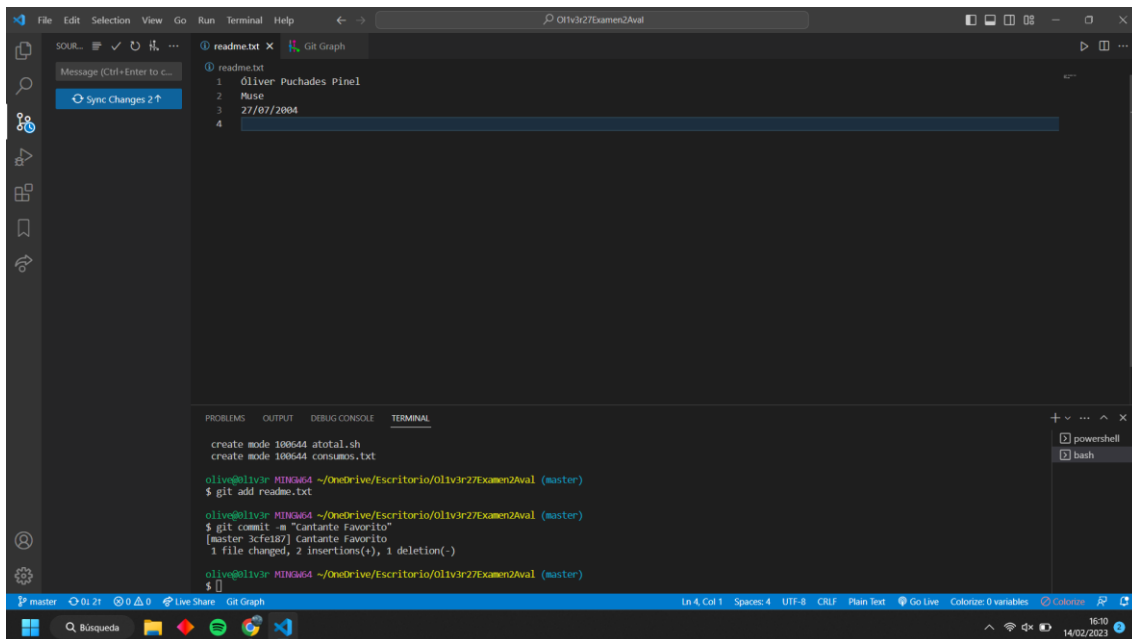 File Edit Selection View Go Run Terminal Help
Ol1v3r27Examen2Aval
SOUR...
readme.txt
Git Graph
Message (Ctrl+Enter to c...
Sync Changes 2↑
readme.txt
1 Óliver Puchades Pinel
2 Muse
3 27/07/2004
4
PROBLEMS OUTPUT DEBUG CONSOLE TERMINAL
powershell
bash
create mode 100644 atotal.sh
create mode 100644 consumos.txt
olive@0l1v3r MINGW64 ~/OneDrive/Escritorio/Ol1v3r27Examen2Aval (master)
$ git add readme.txt
olive@0l1v3r MINGW64 ~/OneDrive/Escritorio/Ol1v3r27Examen2Aval (master)
$ git commit -m "Cantante Favorito"
[master 3cfe187] Cantante Favorito
1 file changed, 2 insertions(+), 1 deletion(-)
olive@0l1v3r MINGW64 ~/OneDrive/Escritorio/Ol1v3r27Examen2Aval (master)
$
master 0↓ 2↑ 0 0 Live Share Git Graph
Ln 4, Col 1 Spaces: 4 UTF-8 CRLF Plain Text Go Live Colorize: 0 variables Colorize
Búsqueda
16:10
14/02/2023
2